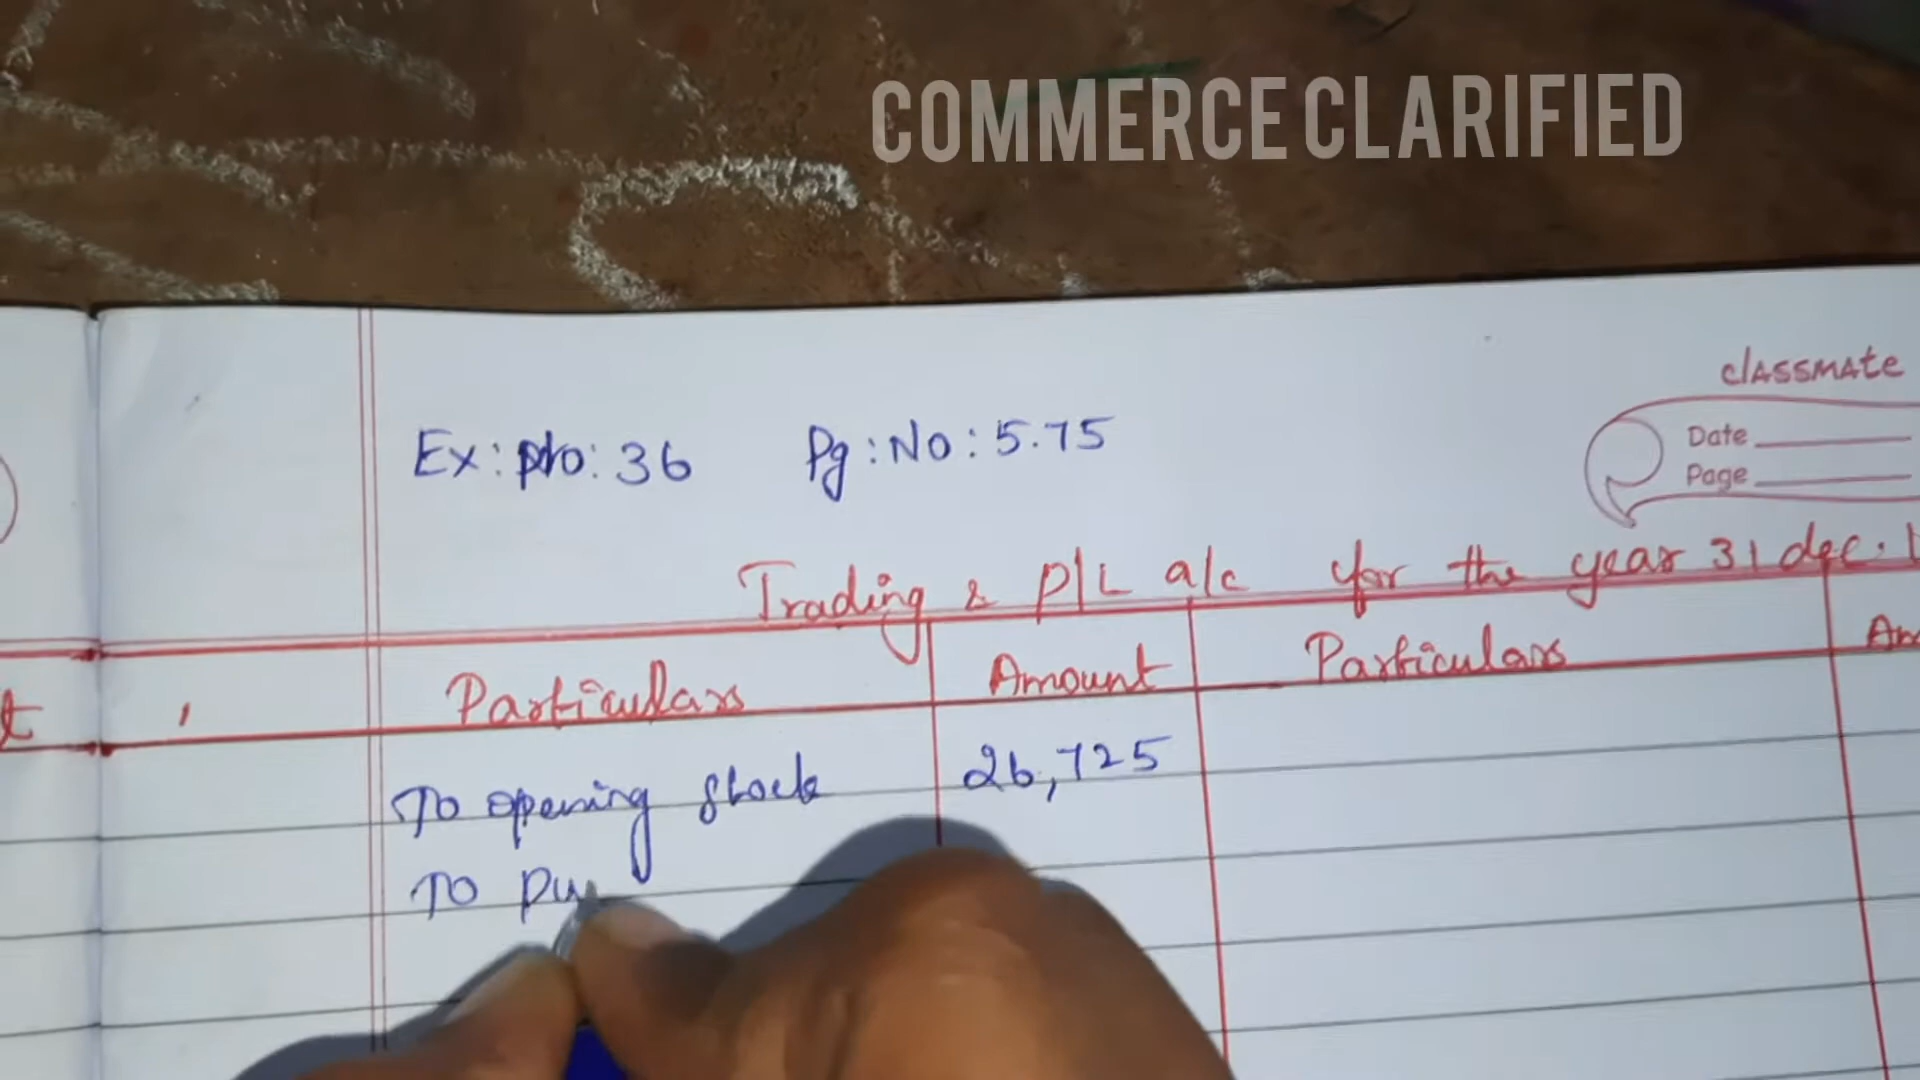 COMMERCE CLARIFIED
classmate
Date
Page
Ex: No: 36 Pg: No: 5.75
Trading & P/L a/c for the year 31 dec.
Particulars Amount Particulars Am
To opening stock 26,725
To Pu